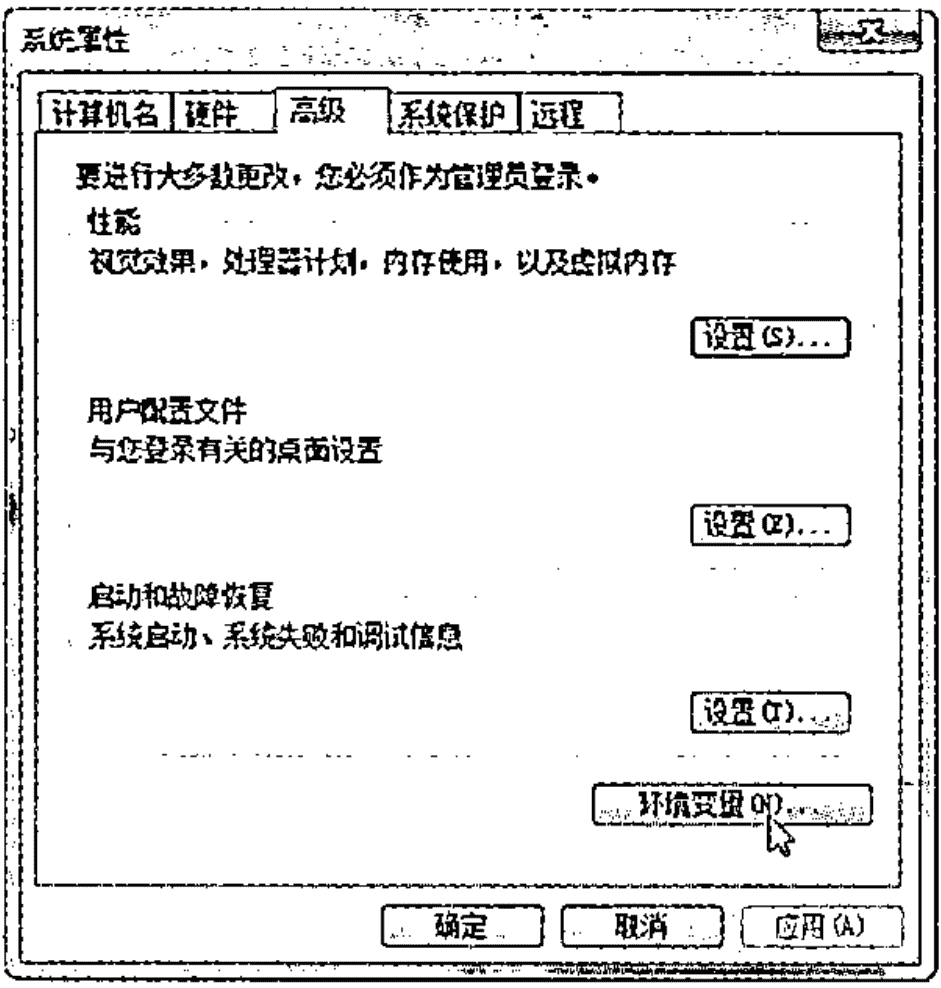 系统属性
计算机名 硬件 高级 系统保护 远程
要进行大多数更改，您必须作为管理员登录。
性能
视觉效果，处理器计划，内存使用，以及虚拟内存
设置(S)...
用户配置文件
与您登录有关的桌面设置
设置(E)...
启动和故障恢复
系统启动、系统失败和调试信息
设置(T)...
环境变量(N)...
确定 取消 应用(A)